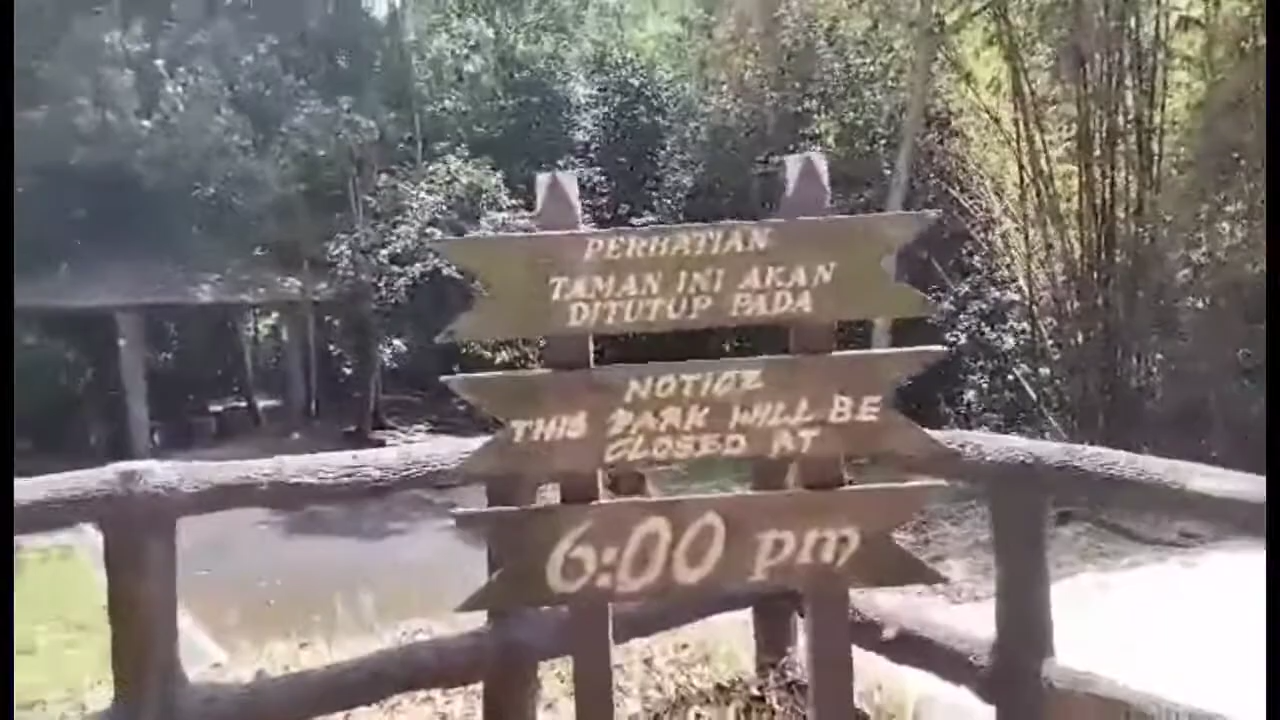 PERHATIAN
TAMAN INI AKAN
DITUTUP PADA
NOTICE
THIS PARK WILL BE
CLOSED AT
6:00 pm